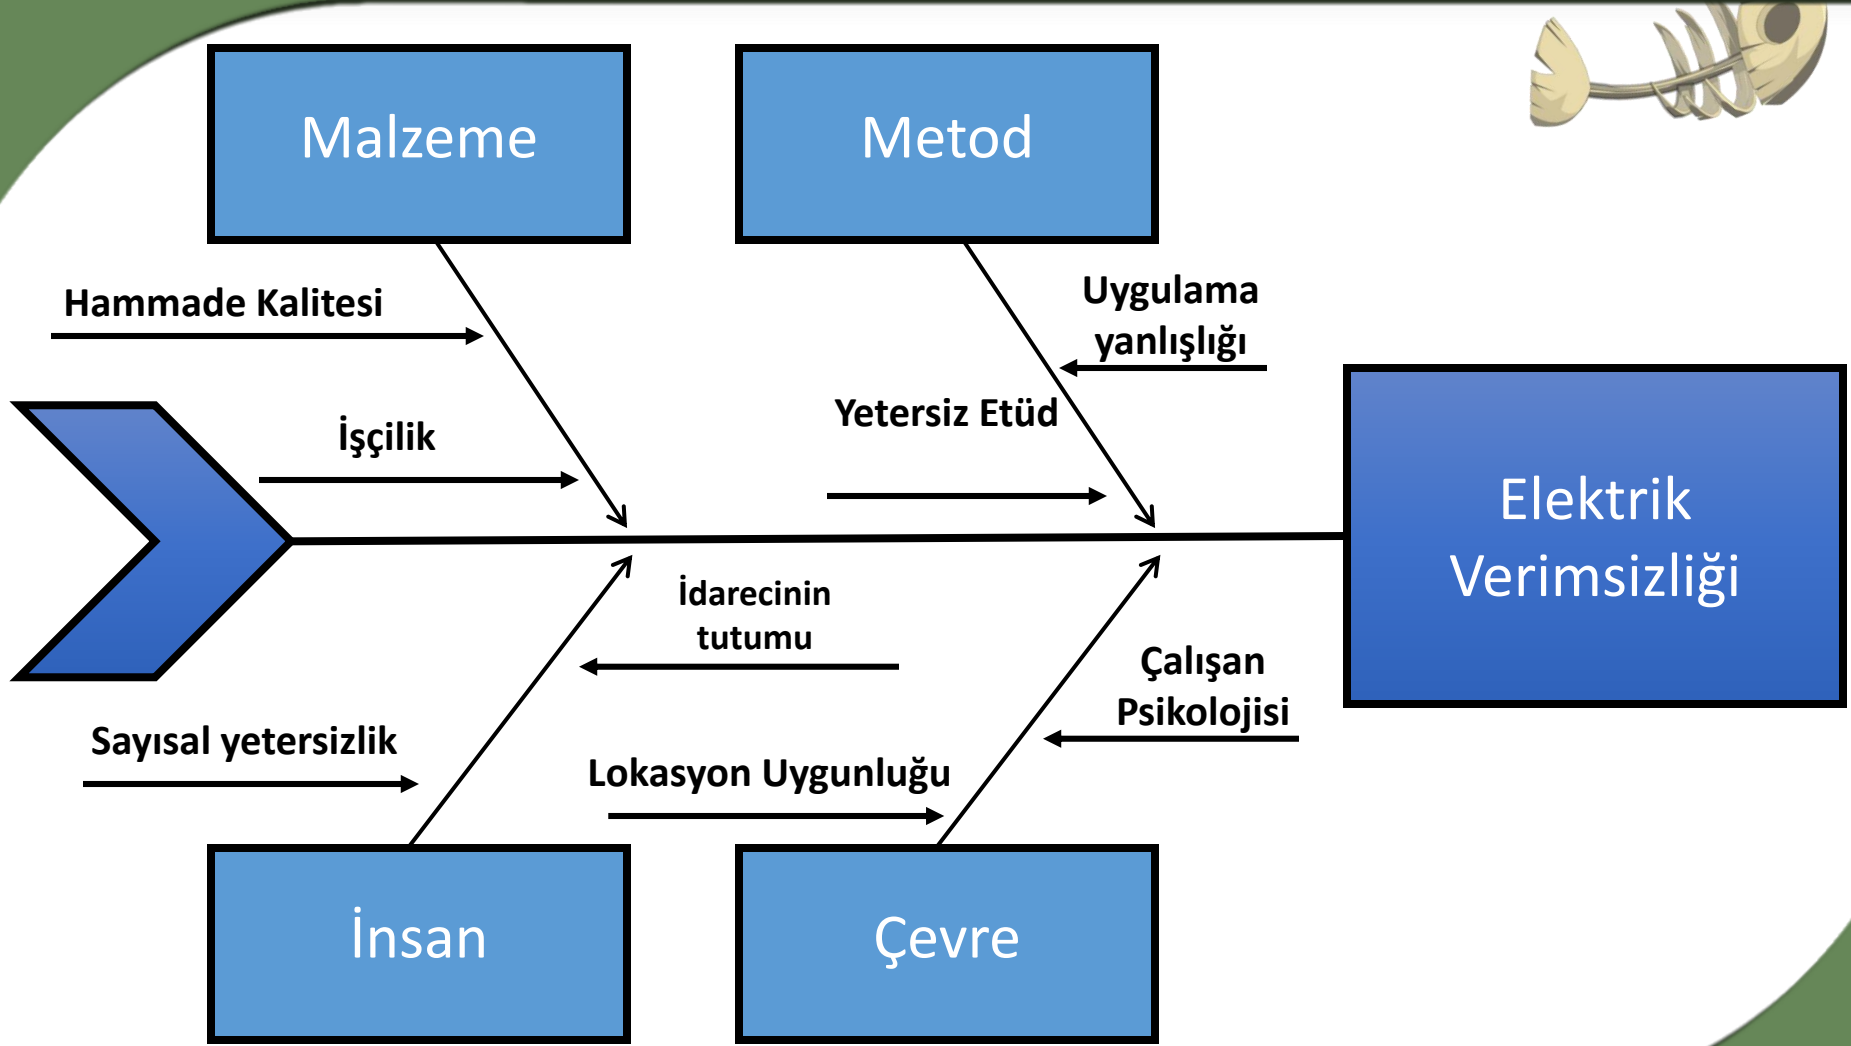 Malzeme
Metod
Hammade Kalitesi
Uygulama
yanlışlığı
İşçilik
Yetersiz Etüd
Elektrik
Verimsizliği
İdarecinin
tutumu
Çalışan
Psikolojisi
Sayısal yetersizlik
Lokasyon Uygunluğu
İnsan
Çevre